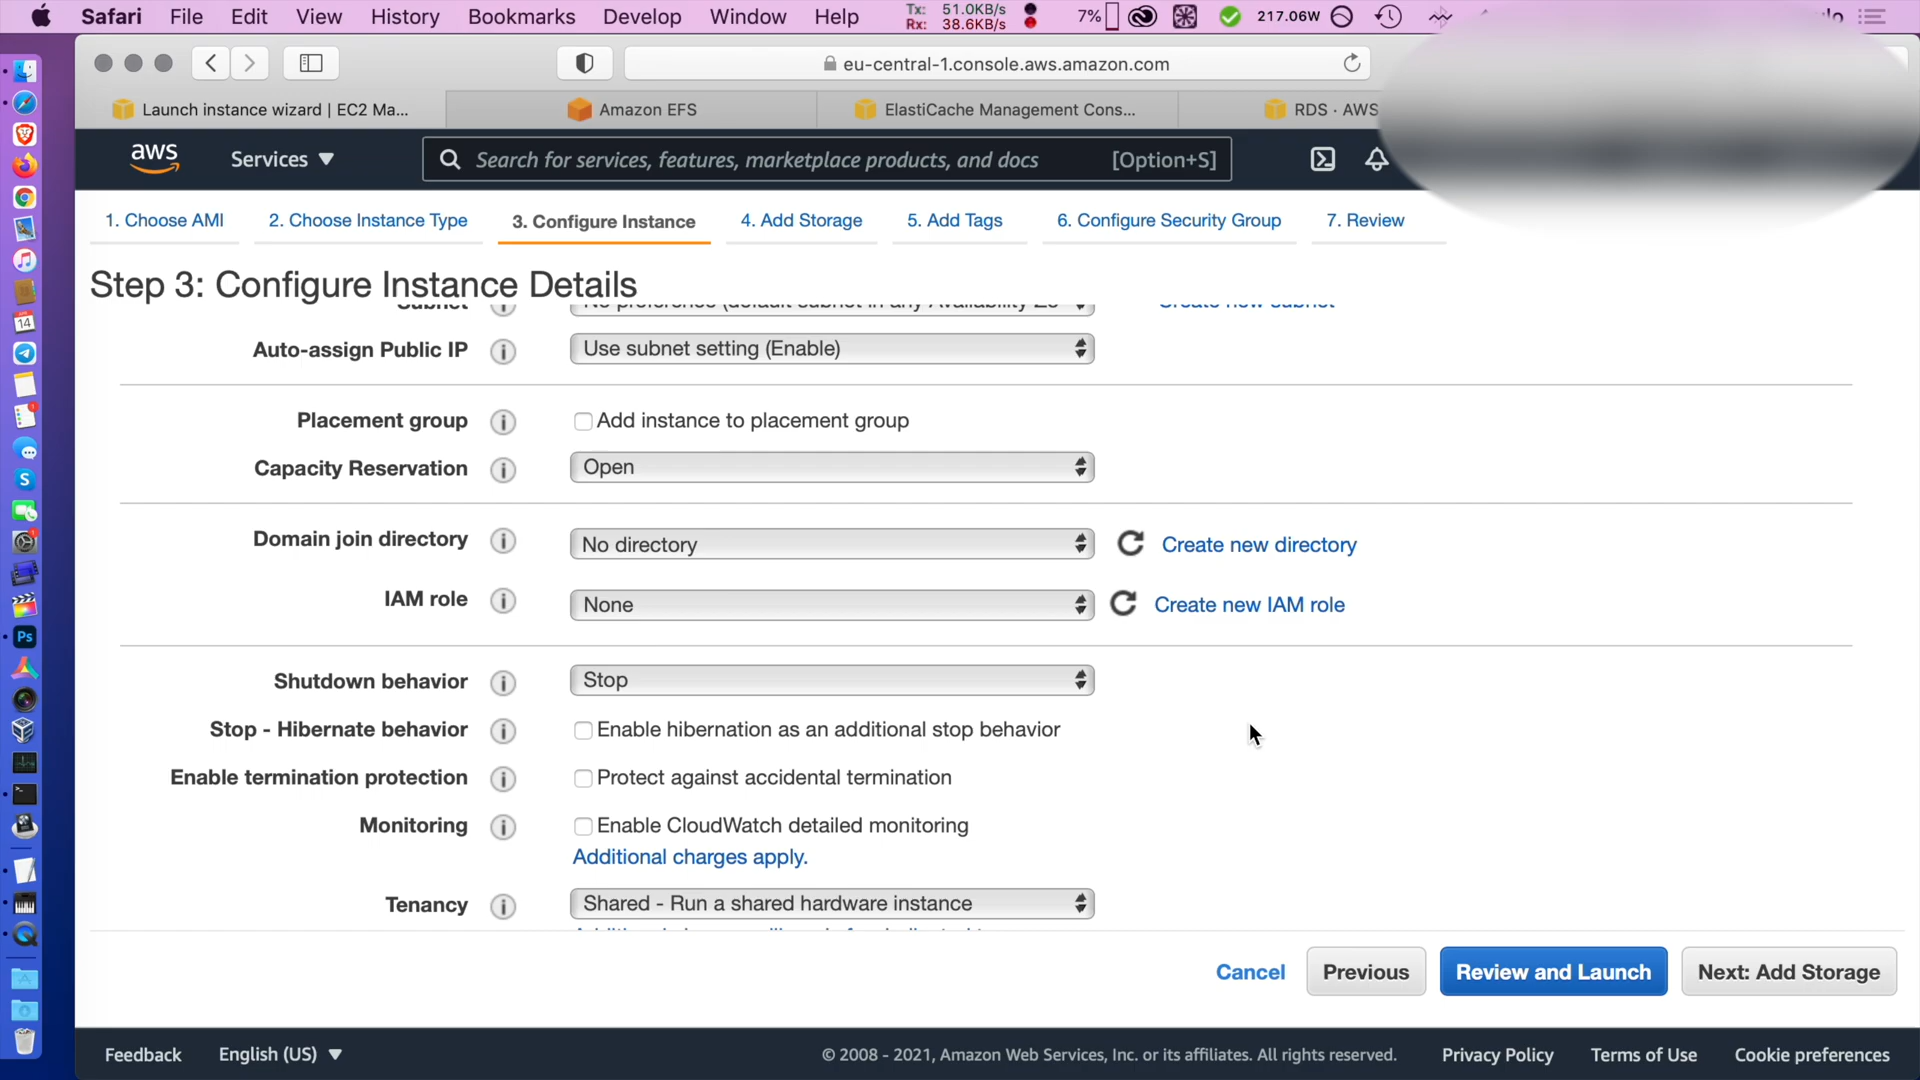 Safari File Edit View History Bookmarks Develop Window Help Tx: 51.0KB/s 7% 217.06W
Rx: 38.6KB/s
eu-central-1.console.aws.amazon.com
Launch instance wizard | EC2 Ma... Amazon EFS ElastiCache Management Cons... RDS · AWS
aws Services Search for services, features, marketplace products, and docs [Option+S]
1. Choose AMI 2. Choose Instance Type 3. Configure Instance 4. Add Storage 5. Add Tags 6. Configure Security Group 7. Review
Step 3: Configure Instance Details
Subnet No preference (default subnet in any Availability Zo Create new subnet
Auto-assign Public IP Use subnet setting (Enable)
Placement group Add instance to placement group
Capacity Reservation Open
Domain join directory No directory Create new directory
IAM role None Create new IAM role
Shutdown behavior Stop
Stop - Hibernate behavior Enable hibernation as an additional stop behavior
Enable termination protection Protect against accidental termination
Monitoring Enable CloudWatch detailed monitoring
Additional charges apply.
Tenancy Shared - Run a shared hardware instance
Cancel Previous Review and Launch Next: Add Storage
Feedback English (US) © 2008 - 2021, Amazon Web Services, Inc. or its affiliates. All rights reserved. Privacy Policy Terms of Use Cookie preferences